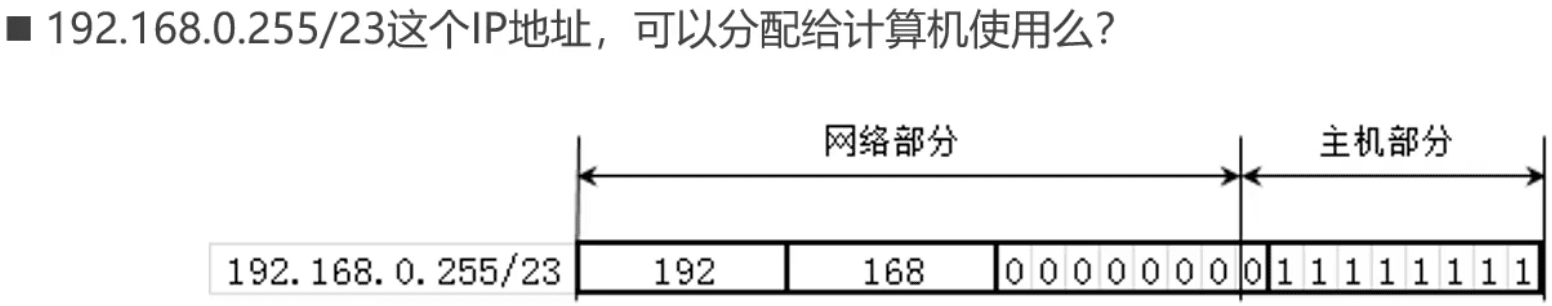 ■ 192.168.0.255/23这个IP地址，可以分配给计算机使用么？
网络部分 主机部分
192.168.0.255/23 192 168 0 0 0 0 0 0 0 0 1 1 1 1 1 1 1 1